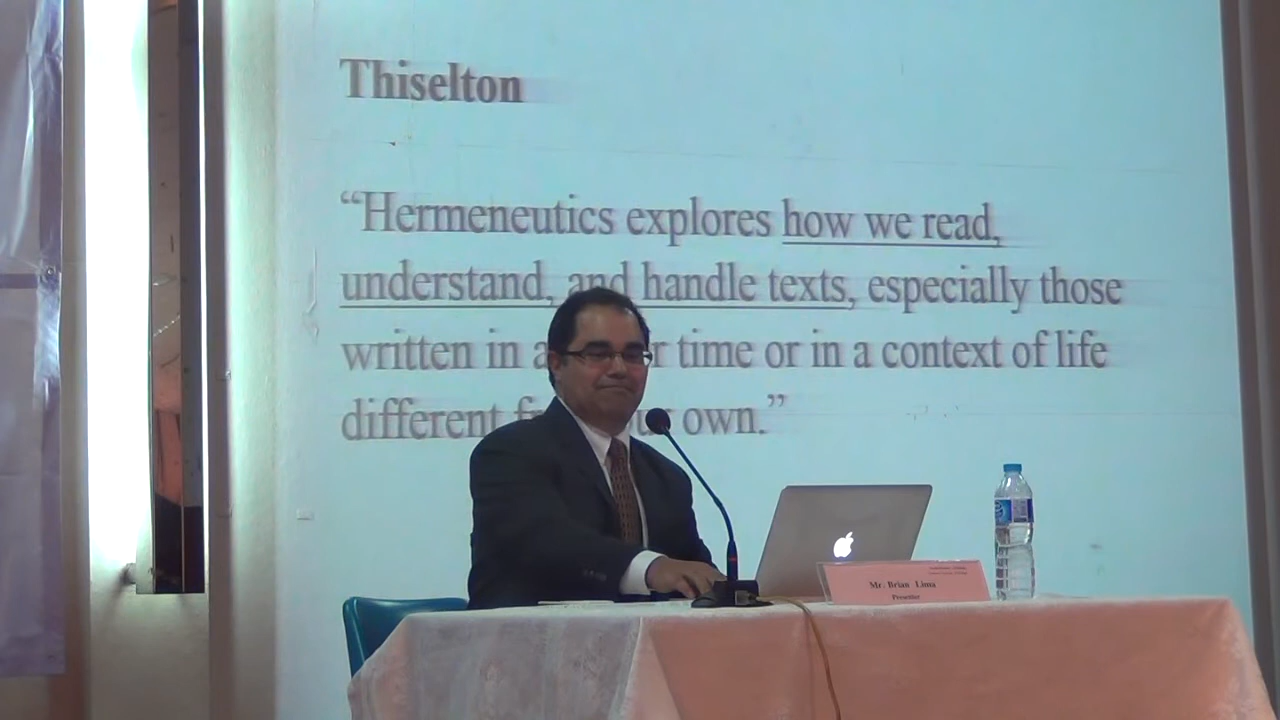 Thiselton
“Hermeneutics explores how we read,
understand, and handle texts, especially those
written in a r time or in a context of life
different f our own.”
Mr. Brian Lima
Presenter